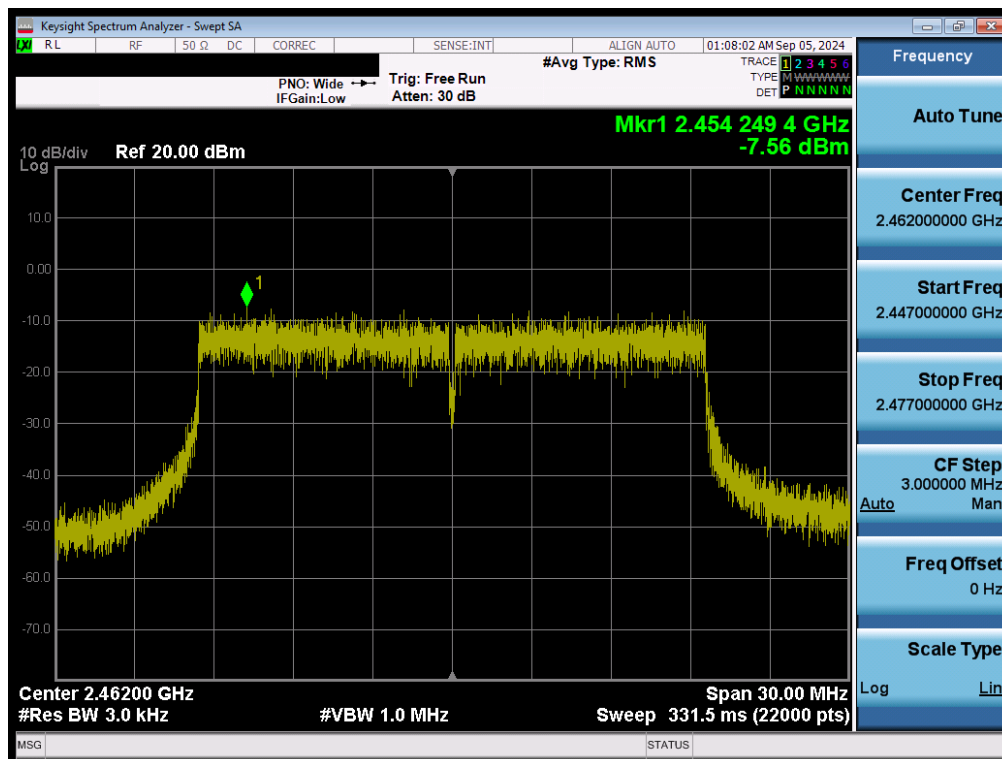 Keysight Spectrum Analyzer - Swept SA
LXI RL RF 50 Ω DC CORREC SENSE:INT ALIGN AUTO 01:08:02 AM Sep 05, 2024
PNO: Wide
IFGain:Low
Trig: Free Run
Atten: 30 dB
#Avg Type: RMS
TRACE 1 2 3 4 5 6
TYPE M WWWWW
DET P N N N N N
Mkr1 2.454 249 4 GHz
-7.56 dBm
10 dB/div
Log
Ref 20.00 dBm
10.0
0.00
-10.0
-20.0
-30.0
-40.0
-50.0
-60.0
-70.0
1
Center 2.46200 GHz
#Res BW 3.0 kHz
#VBW 1.0 MHz
Span 30.00 MHz
Sweep 331.5 ms (22000 pts)
MSG
STATUS
Frequency
Auto Tune
Center Freq
2.462000000 GHz
Start Freq
2.447000000 GHz
Stop Freq
2.477000000 GHz
CF Step
3.000000 MHz
Auto Man
Freq Offset
0 Hz
Scale Type
Log Lin